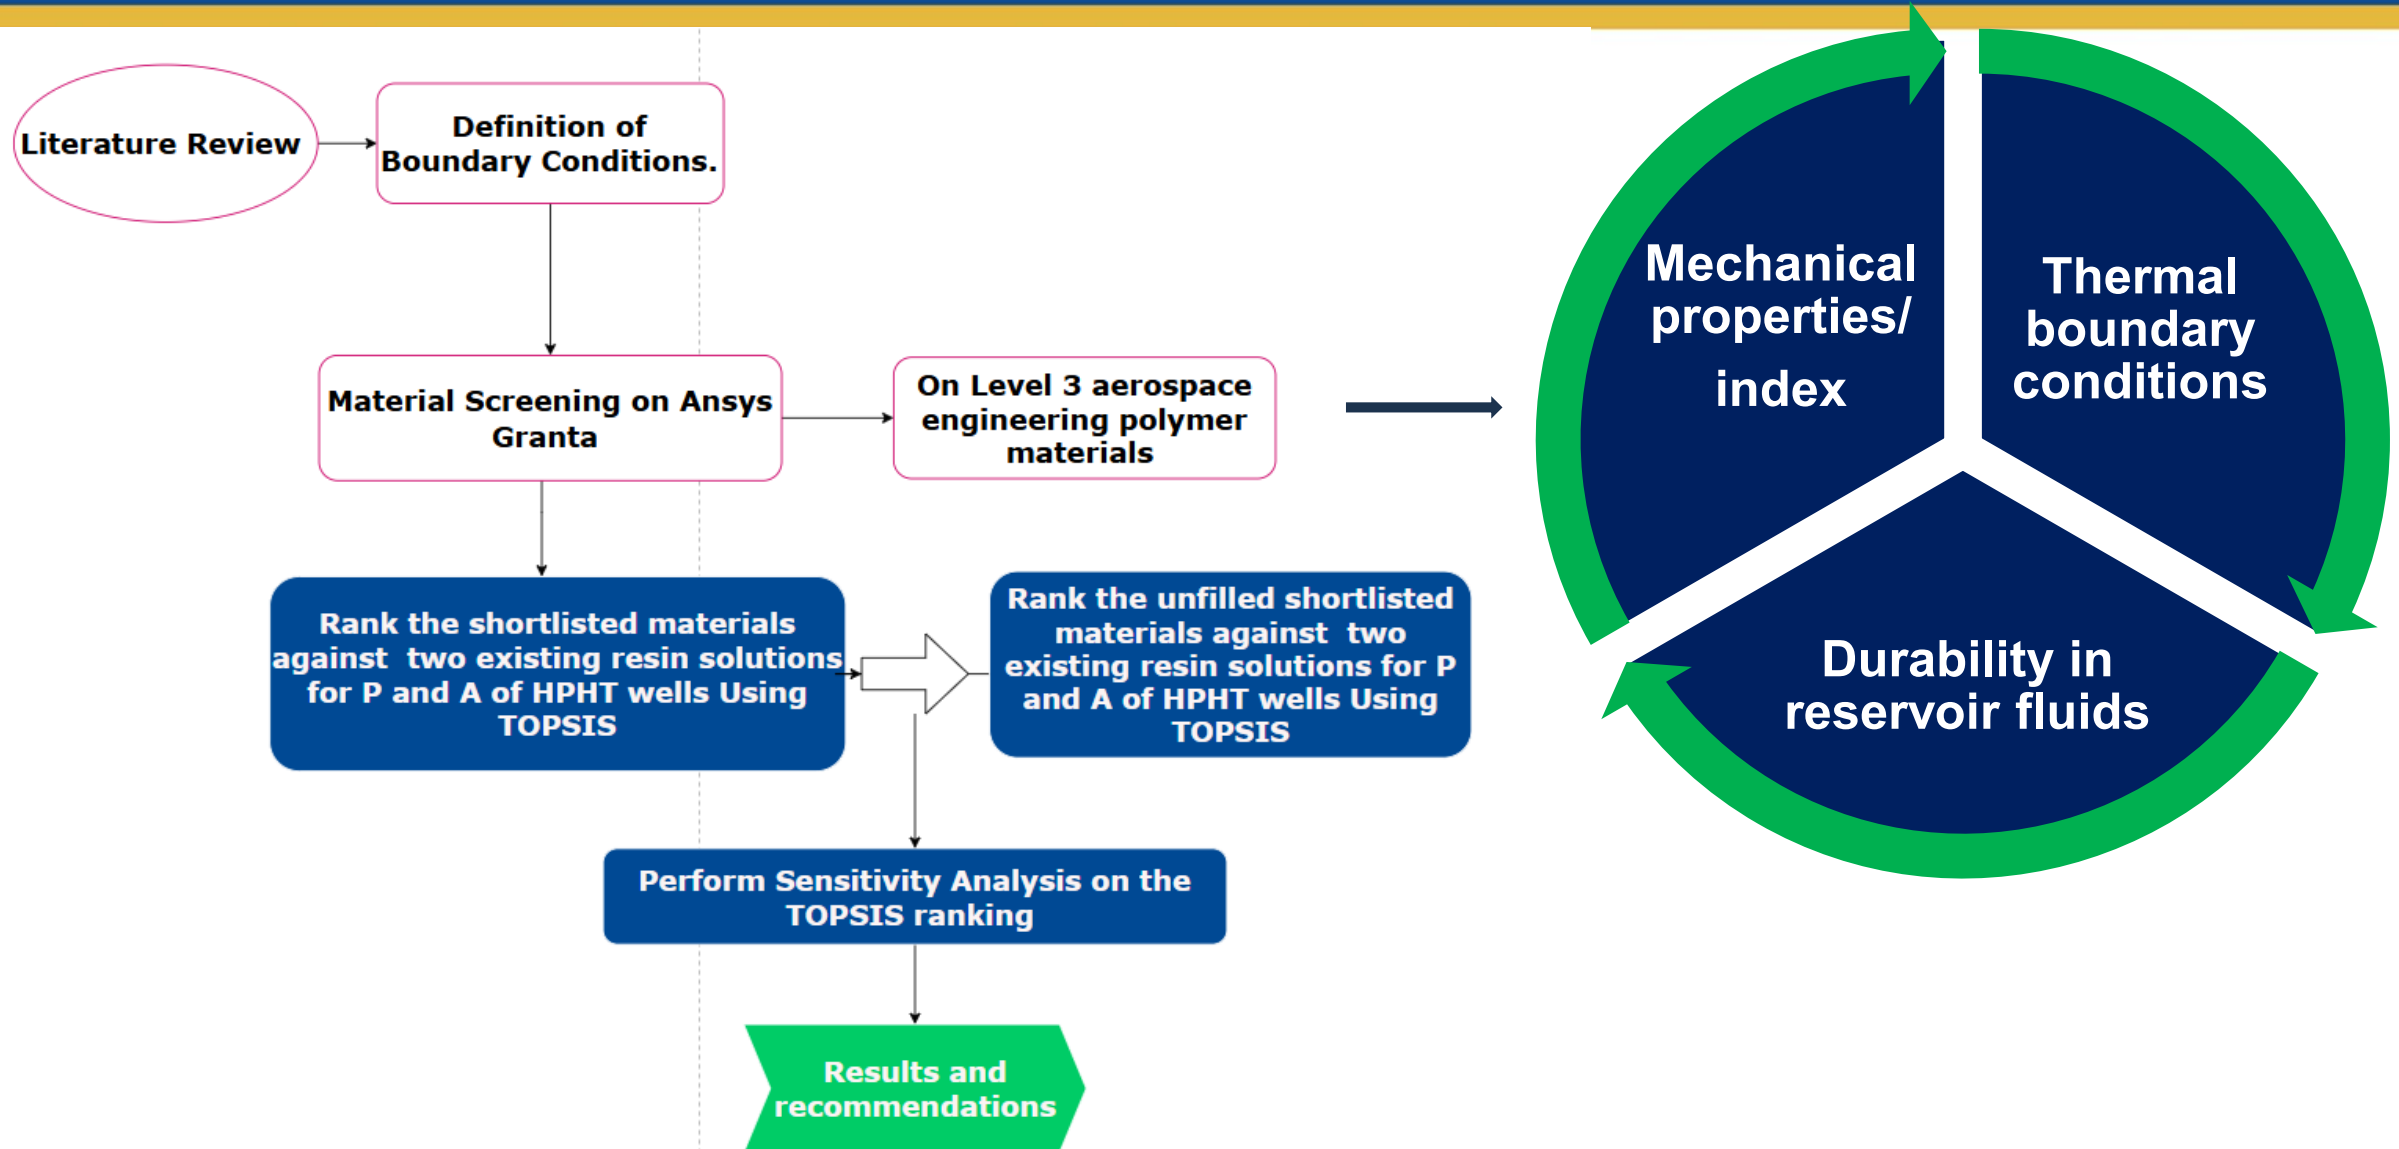 Literature Review
Definition of
Boundary Conditions.
Material Screening on Ansys
Granta
On Level 3 aerospace
engineering polymer
materials
Rank the shortlisted materials
against  two existing resin solutions
for P and A of HPHT wells Using
TOPSIS
Rank the unfilled shortlisted
materials against  two
existing resin solutions for P
and A of HPHT wells Using
TOPSIS
Perform Sensitivity Analysis on the
TOPSIS ranking
Results and
recommendations
Mechanical
properties/
index
Thermal
boundary
conditions
Durability in
reservoir fluids